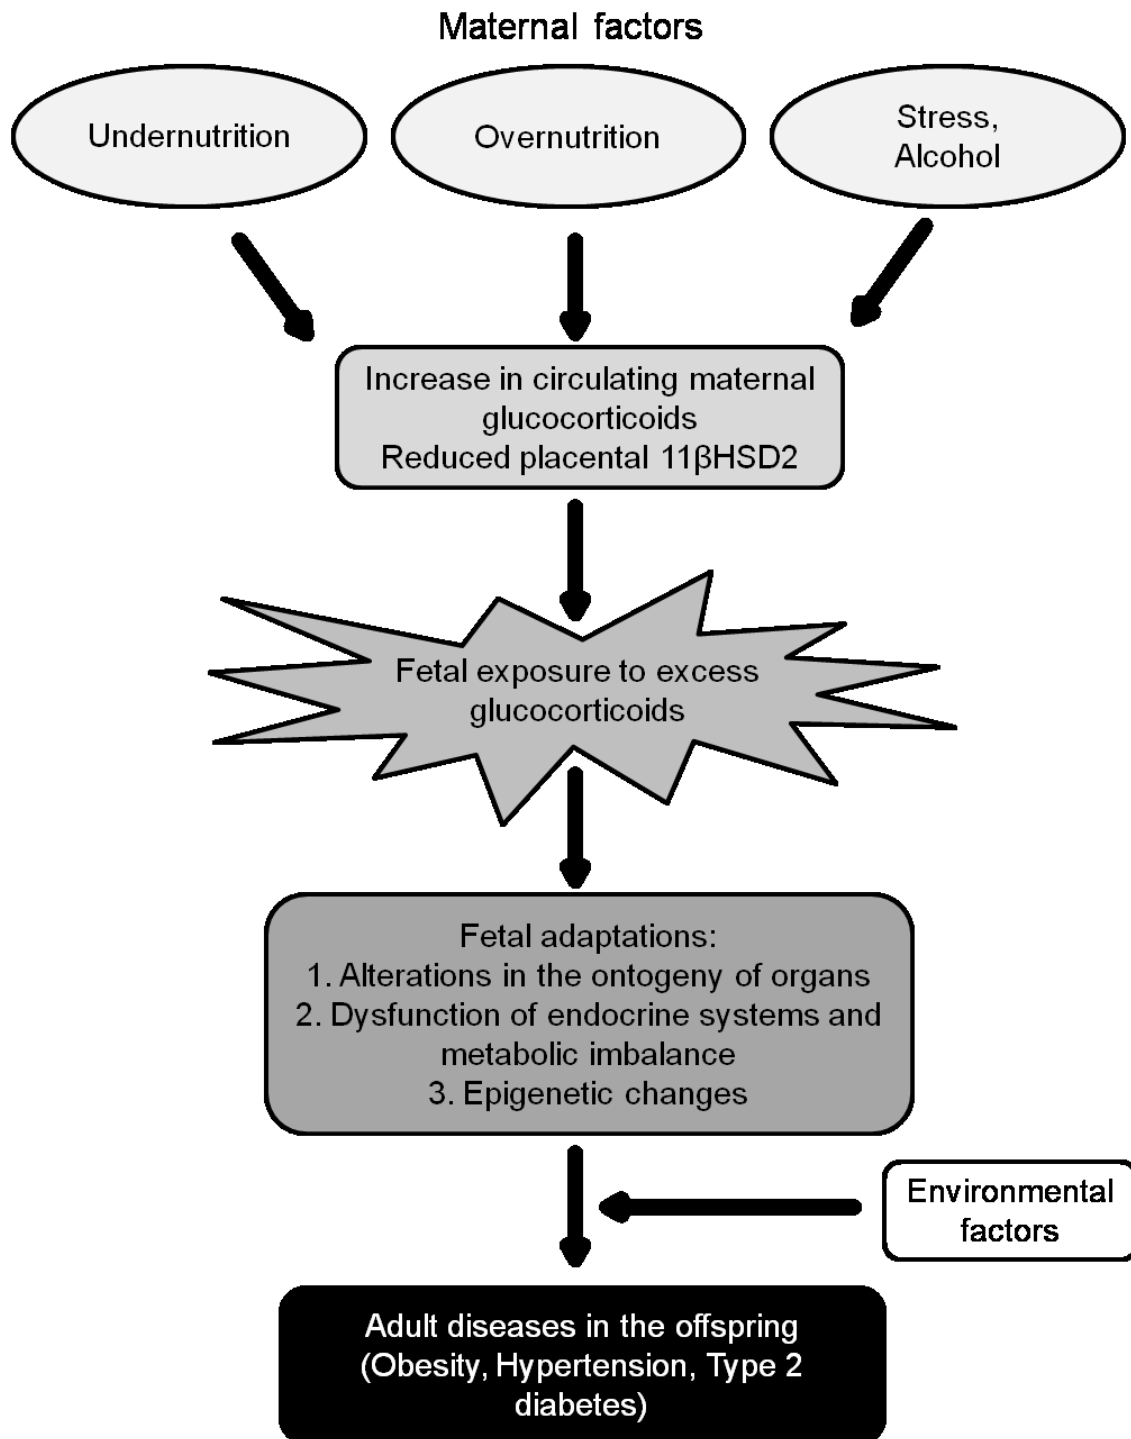 Maternal factors
Undernutrition
Overnutrition
Stress,
Alcohol
Increase in circulating maternal
glucocorticoids
Reduced placental 11βHSD2
Fetal exposure to excess
glucocorticoids
Fetal adaptations:
1. Alterations in the ontogeny of organs
2. Dysfunction of endocrine systems and
metabolic imbalance
3. Epigenetic changes
Environmental
factors
Adult diseases in the offspring
(Obesity, Hypertension, Type 2
diabetes)